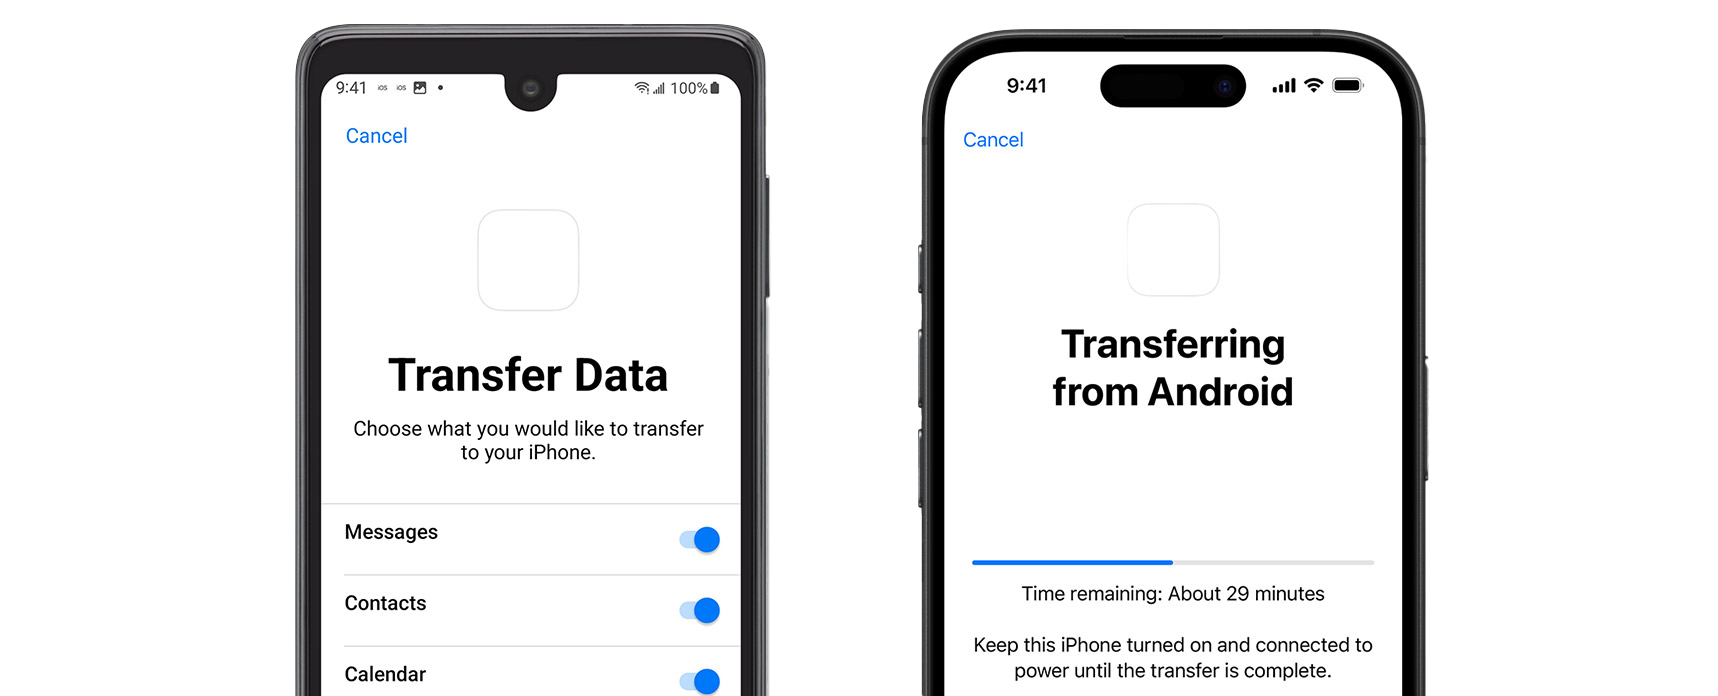 9:41 iOS iOS 100%
Cancel
Transfer Data
Choose what you would like to transfer
to your iPhone.
Messages
Contacts
Calendar
9:41
Cancel
Transferring
from Android
Time remaining: About 29 minutes
Keep this iPhone turned on and connected to
power until the transfer is complete.